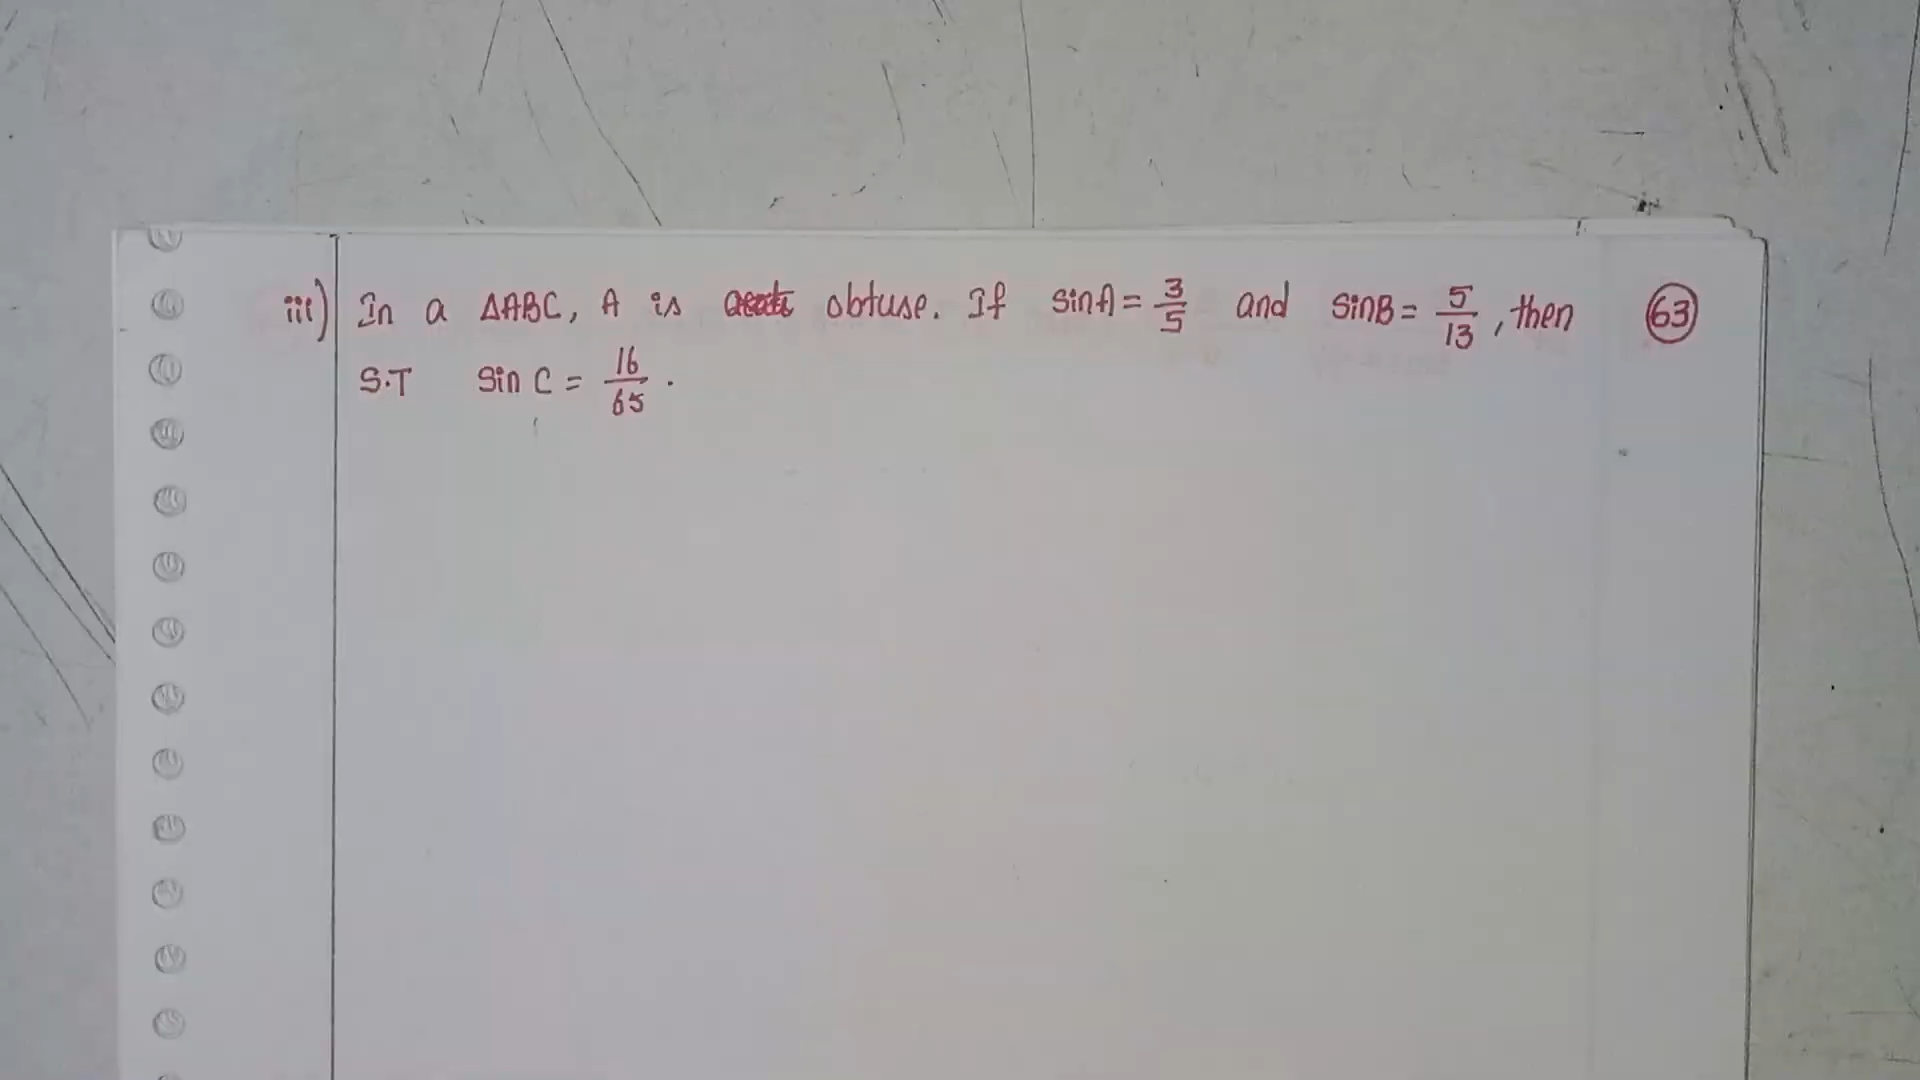 iii) In a ΔABC, A is obtuse. If sinA = 3/5 and sinB = 5/13, then 63
S.T sin C = 16/65.